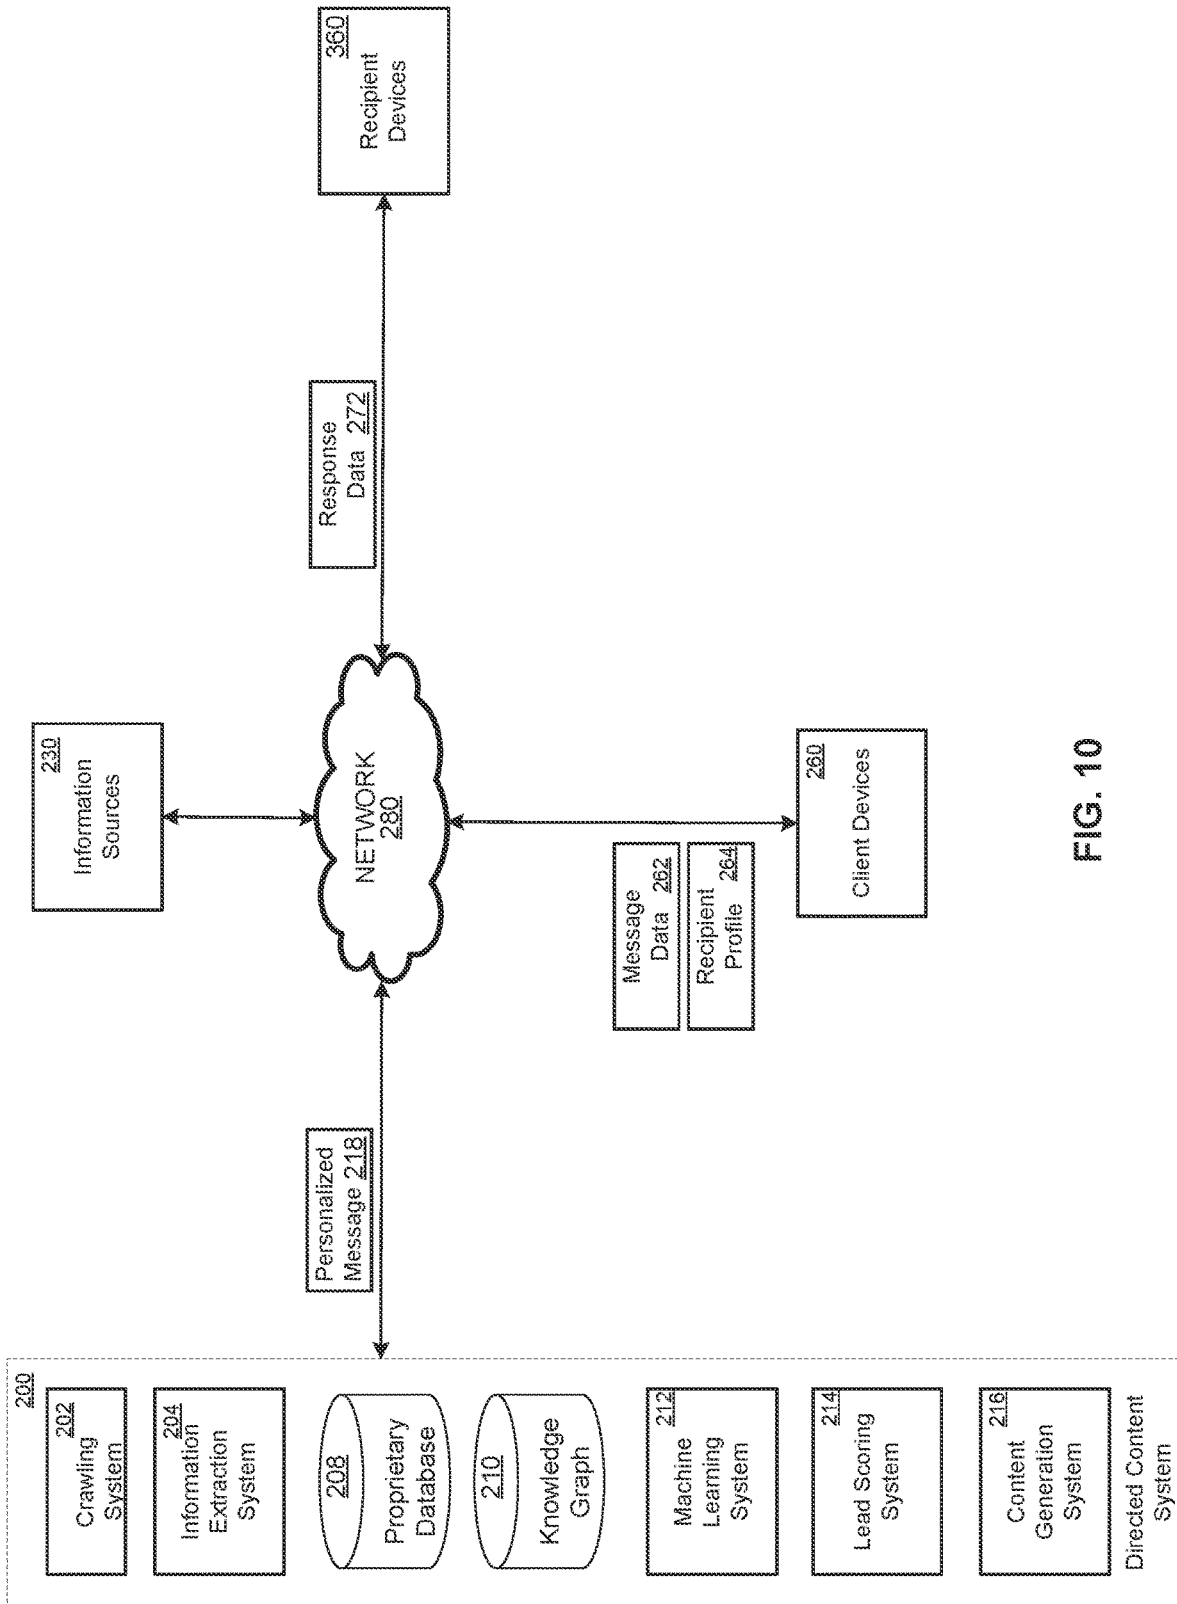 200
202
Crawling
System
204
Information
Extraction
System
208
Proprietary
Database
210
Knowledge
Graph
212
Machine
Learning
System
214
Lead Scoring
System
216
Content
Generation
System
Directed Content
System
Personalized
Message 218
230
Information
Sources
NETWORK
280
Message
Data 262
Recipient
Profile 264
260
Client Devices
Response
Data 272
360
Recipient
Devices
FIG. 10